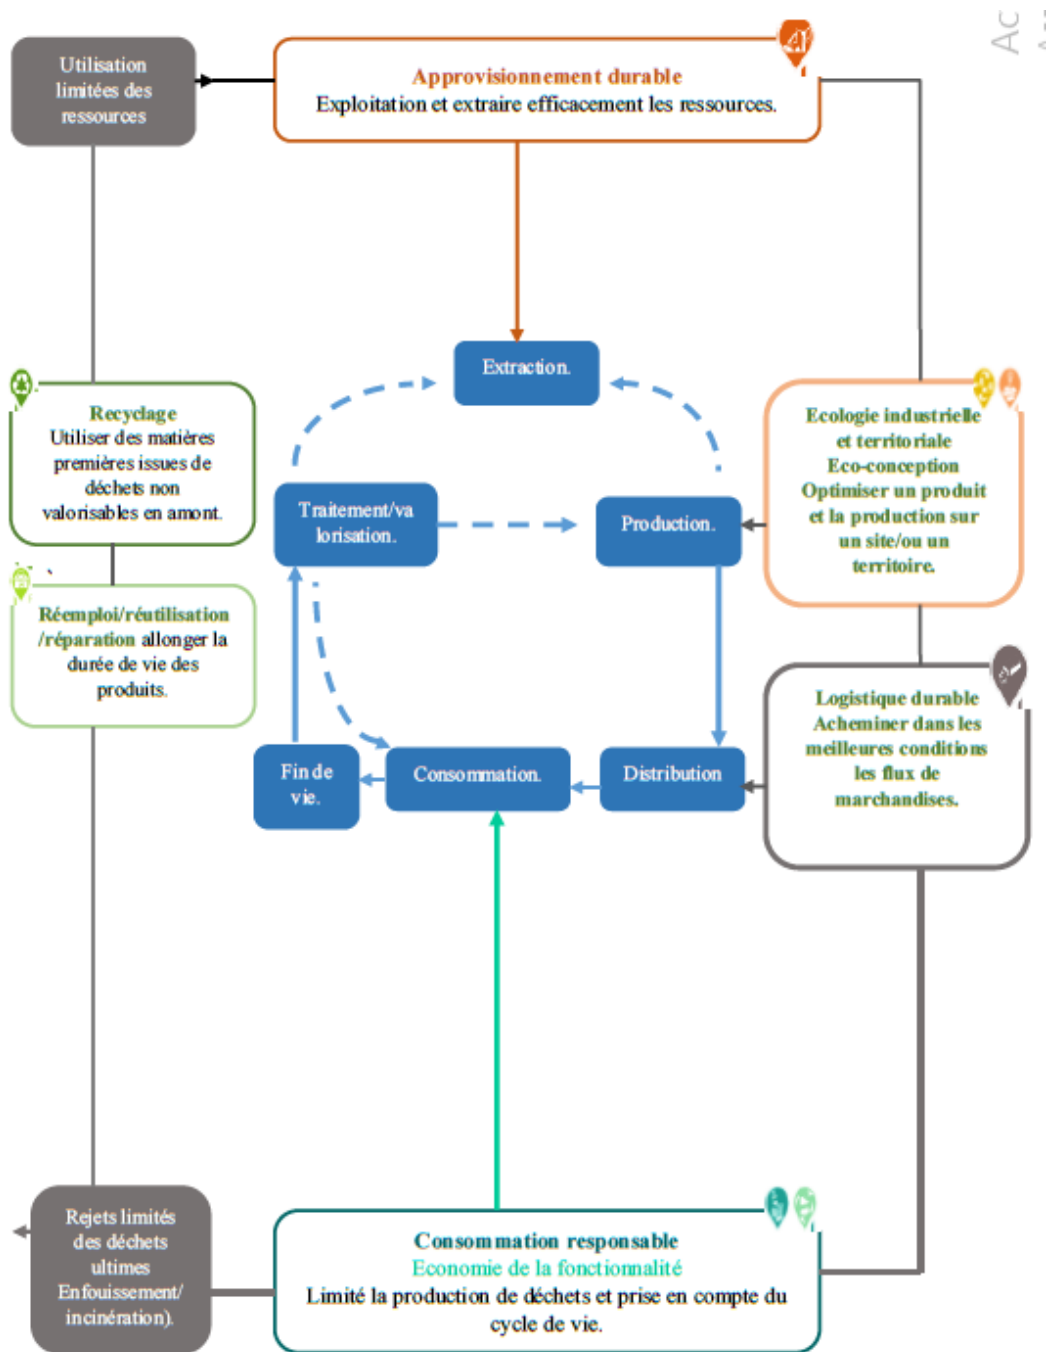 Utilisation
limitées des
ressources
Approvisionnement durable
Exploitation et extraire efficacement les ressources.
Ac
Extraction.
Recyclage
Utiliser des matières
premières issues de
déchets non
valorisables en amont.
Ecologie industrielle
et territoriale
Eco-conception
Optimiser un produit
et la production sur
un site/ou un
territoire.
Traitement/va
lorisation.
Production.
Réemploi/réutilisation
/réparation allonger la
durée de vie des
produits.
Logistique durable
Acheminer dans les
meilleures conditions
les flux de
marchandises.
Fin de
vie.
Consommation.
Distribution
Rejets limités
des déchets
ultimes
Enfouissement/
incinération).
Consommation responsable
Economie de la fonctionnalité
Limité la production de déchets et prise en compte du
cycle de vie.